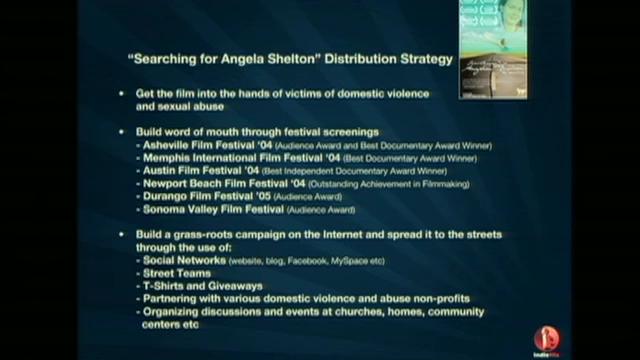 “Searching for Angela Shelton” Distribution Strategy
• Get the film into the hands of victims of domestic violence
and sexual abuse
• Build word of mouth through festival screenings
- Asheville Film Festival ‘04 (Audience Award and Best Documentary Award Winner)
- Memphis International Film Festival ‘04 (Best Documentary Award Winner)
- Austin Film Festival ‘04 (Best Independent Documentary Award Winner)
- Newport Beach Film Festival ‘04 (Outstanding Achievement in Filmmaking)
- Durango Film Festival ’05 (Audience Award)
- Sonoma Valley Film Festival (Audience Award)
• Build a grass-roots campaign on the Internet and spread it to the streets
through the use of:
- Social Networks (website, blog, Facebook, MySpace etc)
- Street Teams
- T-Shirts and Giveaways
- Partnering with various domestic violence and abuse non-profits
- Organizing discussions and events at churches, homes, community
centers etc
indieflix